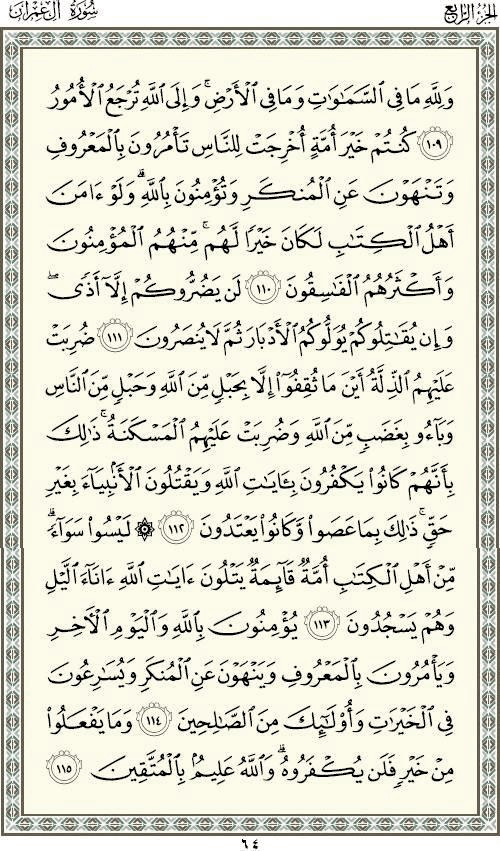 الجزء الرابع
سورة آل عمران
وَلِلَّهِ مَا فِي ٱلسَّمَٰوَٰتِ وَمَا فِي ٱلۡأَرۡضِۚ وَإِلَى ٱللَّهِ تُرۡجَعُ ٱلۡأُمُورُ
١٠٩ كُنتُمۡ خَيۡرَ أُمَّةٍ أُخۡرِجَتۡ لِلنَّاسِ تَأۡمُرُونَ بِٱلۡمَعۡرُوفِ
وَتَنۡهَوۡنَ عَنِ ٱلۡمُنكَرِ وَتُؤۡمِنُونَ بِٱللَّهِۗ وَلَوۡ ءَامَنَ
أَهۡلُ ٱلۡكِتَٰبِ لَكَانَ خَيۡرٗا لَّهُمۚ مِّنۡهُمُ ٱلۡمُؤۡمِنُونَ
وَأَكۡثَرُهُمُ ٱلۡفَٰسِقُونَ ١١٠ لَن يَضُرُّوكُمۡ إِلَّآ أَذٗىۖ
وَإِن يُقَٰتِلُوكُمۡ يُوَلُّوكُمُ ٱلۡأَدۡبَارَ ثُمَّ لَا يُنصَرُونَ ١١١ ضُرِبَتۡ
عَلَيۡهِمُ ٱلذِّلَّةُ أَيۡنَ مَا ثُقِفُوٓاْ إِلَّا بِحَبۡلٖ مِّنَ ٱللَّهِ وَحَبۡلٖ مِّنَ ٱلنَّاسِ
وَبَآءُو بِغَضَبٖ مِّنَ ٱللَّهِ وَضُرِبَتۡ عَلَيۡهِمُ ٱلۡمَسۡكَنَةُۚ ذَٰلِكَ
بِأَنَّهُمۡ كَانُواْ يَكۡفُرُونَ بِـَٔايَٰتِ ٱللَّهِ وَيَقۡتُلُونَ ٱلۡأَنۢبِيَآءَ بِغَيۡرِ
حَقّٖۚ ذَٰلِكَ بِمَا عَصَواْ وَّكَانُواْ يَعۡتَدُونَ ١١٢ ۞ لَيۡسُواْ سَوَآءٗۗ
مِّنۡ أَهۡلِ ٱلۡكِتَٰبِ أُمَّةٞ قَآئِمَةٞ يَتۡلُونَ ءَايَٰتِ ٱللَّهِ ءَانَآءَ ٱلَّيۡلِ
وَهُمۡ يَسۡجُدُونَ ١١٣ يُؤۡمِنُونَ بِٱللَّهِ وَٱلۡيَوۡمِ ٱلۡأٓخِرِ
وَيَأۡمُرُونَ بِٱلۡمَعۡرُوفِ وَيَنۡهَوۡنَ عَنِ ٱلۡمُنكَرِ وَيُسَٰرِعُونَ
فِي ٱلۡخَيۡرَٰتِ وَأُوْلَٰٓئِكَ مِنَ ٱلصَّٰلِحِينَ ١١٤ وَمَا يَفۡعَلُواْ
مِنۡ خَيۡرٖ فَلَن يُكۡفَرُوهُۗ وَٱللَّهُ عَلِيمُۢ بِٱلۡمُتَّقِينَ ١١٥
٦٤